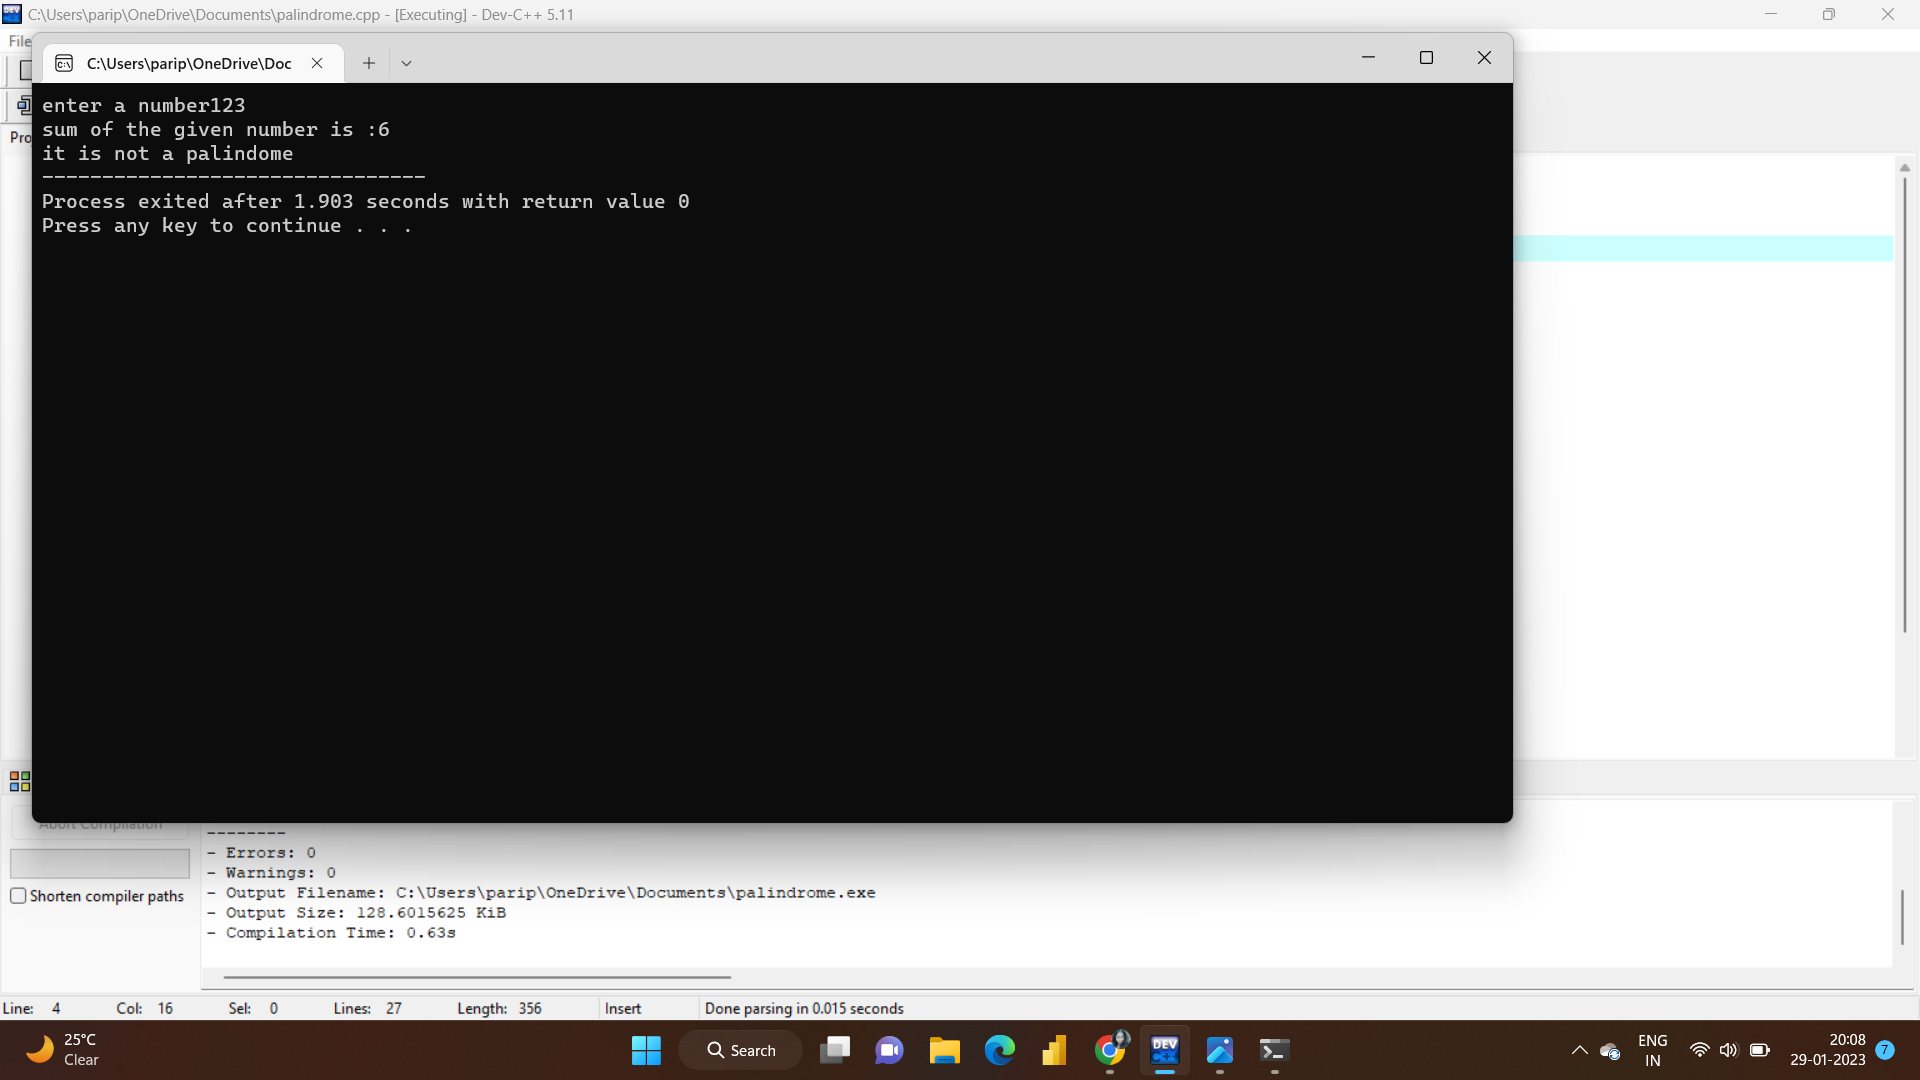 C:\Users\parip\OneDrive\Documents\palindrome.cpp - [Executing] - Dev-C++ 5.11
File
C:\Users\parip\OneDrive\Doc
enter a number123
sum of the given number is :6
it is not a palindome
--------------------------------
Process exited after 1.903 seconds with return value 0
Press any key to continue . . .
--------
- Errors: 0
- Warnings: 0
- Output Filename: C:\Users\parip\OneDrive\Documents\palindrome.exe
- Output Size: 128.6015625 KiB
- Compilation Time: 0.63s
Abort Compilation
Shorten compiler paths
Line: 4 Col: 16 Sel: 0 Lines: 27 Length: 356 Insert Done parsing in 0.015 seconds
25°C
Clear
Search
DEV
C++
ENG
IN
20:08
29-01-2023
7